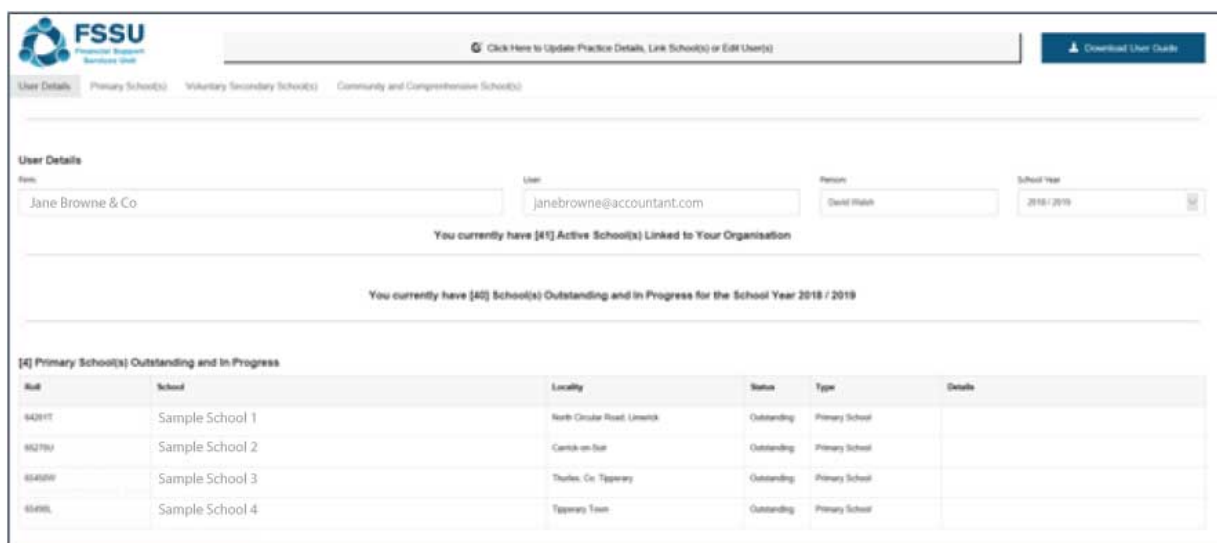 FSSU
Financial Support
Services Unit
Click Here to Update Practice Details, Link School(s) or Edit User(s)
Download User Guide
User Details Primary School(s) Voluntary Secondary School(s) Community and Comprehensive School(s)
User Details
Firm: User: Person: School Year
Jane Browne & Co janebrowne@accountant.com David Walsh 2018 / 2019
You currently have [41] Active School(s) Linked to Your Organisation
You currently have [40] School(s) Outstanding and In Progress for the School Year 2018 / 2019
[4] Primary School(s) Outstanding and In Progress
Roll School Locality Status Type Details
Sample School 1 North Circular Road, Limerick Outstanding Primary School
Sample School 2 Carrick-on-Suir Outstanding Primary School
Sample School 3 Thurles, Co. Tipperary Outstanding Primary School
Sample School 4 Tipperary Town Outstanding Primary School